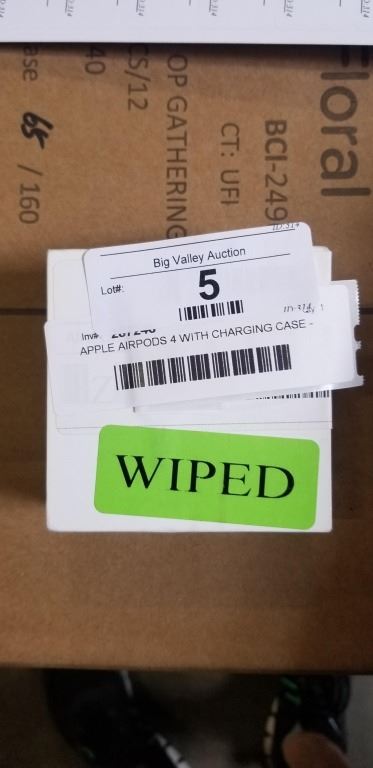 Floral
BCI-249
CT: UFI
OP GATHERING
CS/12
40
ase 65 / 160
Big Valley Auction
Lot#:
5
Inv#:
APPLE AIRPODS 4 WITH CHARGING CASE -
WIPED